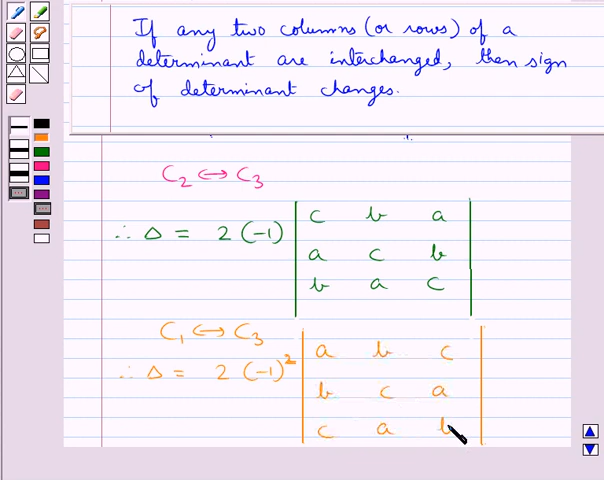 If any two columns (or rows) of a
determinant are interchanged, then sign
of determinant changes.
C₂ ↔ C₃
∴ Δ = 2 (-1) | c b a |
| a c b |
| b a c |
C₁ ↔ C₃
∴ Δ = 2 (-1)² | a b c |
| b c a |
| c a b |